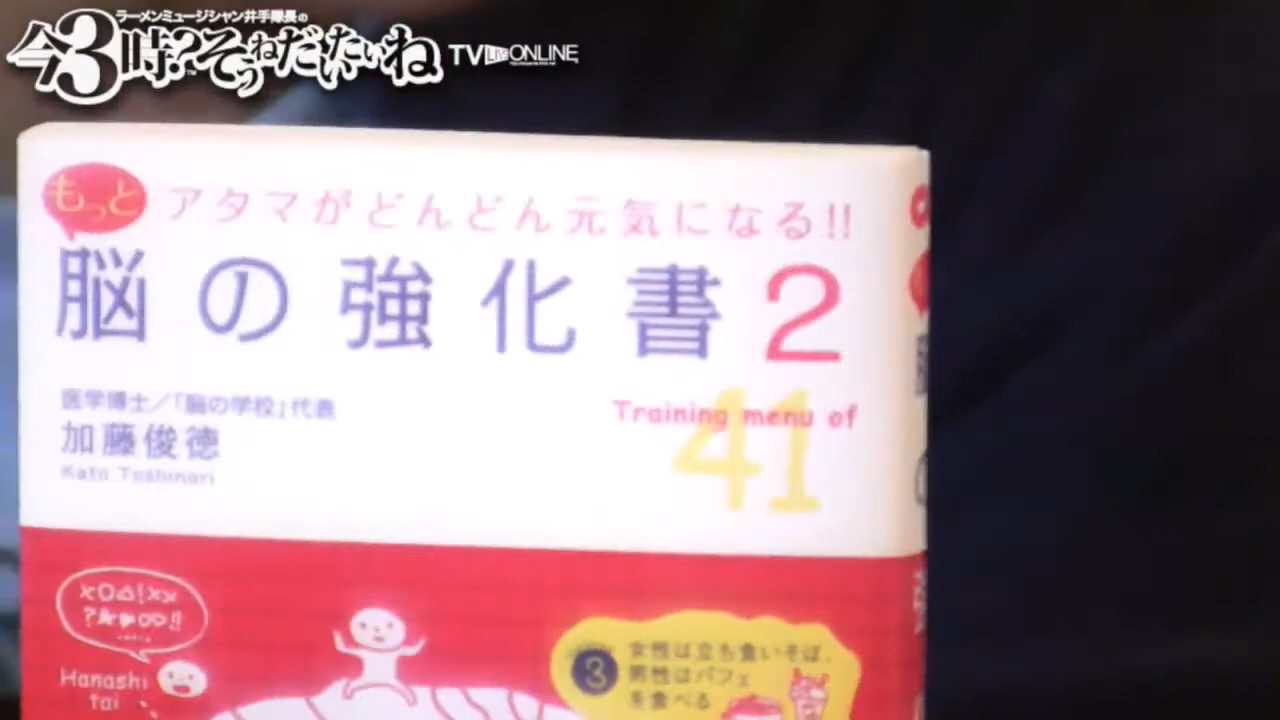 ラーメンミュージシャン井手隊長の
今3時?そうねだいたいね
TV LIVE ONLINE
もっと
アタマがどんどん元気になる!!
脳の強化書2
医学博士/「脳の学校」代表
加藤俊徳
Kato Toshinori
Training menu of
41
Hanashi
tai
3
女性は立ち食いそば、
男性はパフェ
を食べる